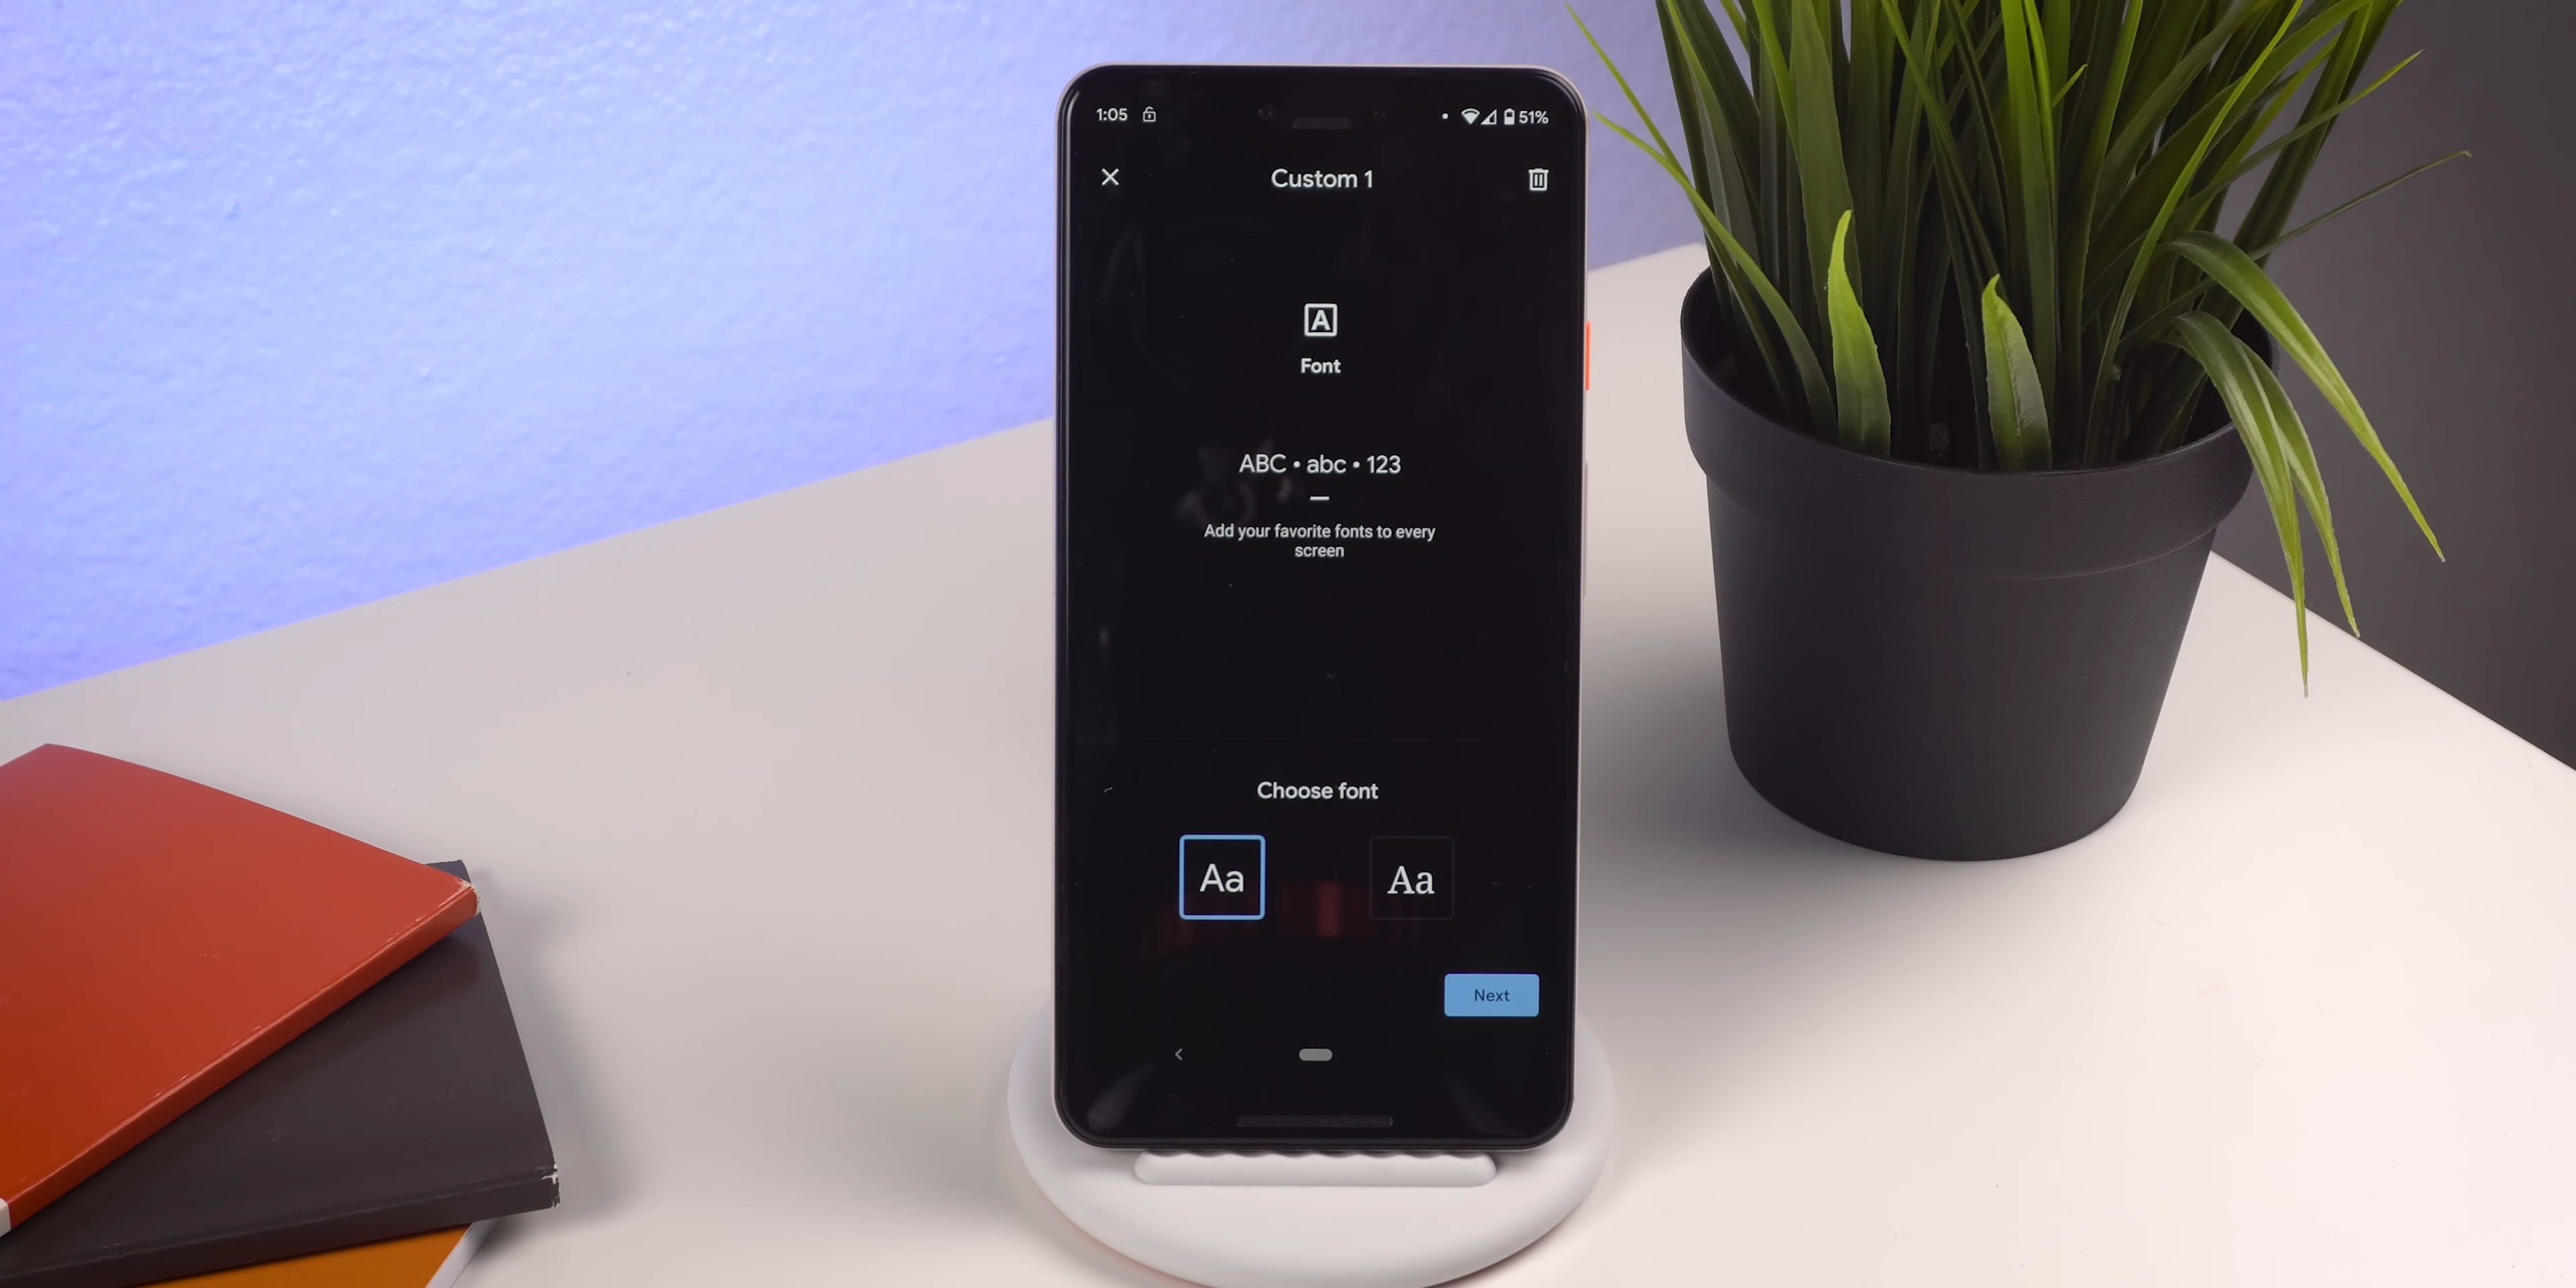 1:05
51%
Custom 1
A
Font
ABC • abc • 123
Add your favorite fonts to every
screen
Choose font
Aa
Aa
Next